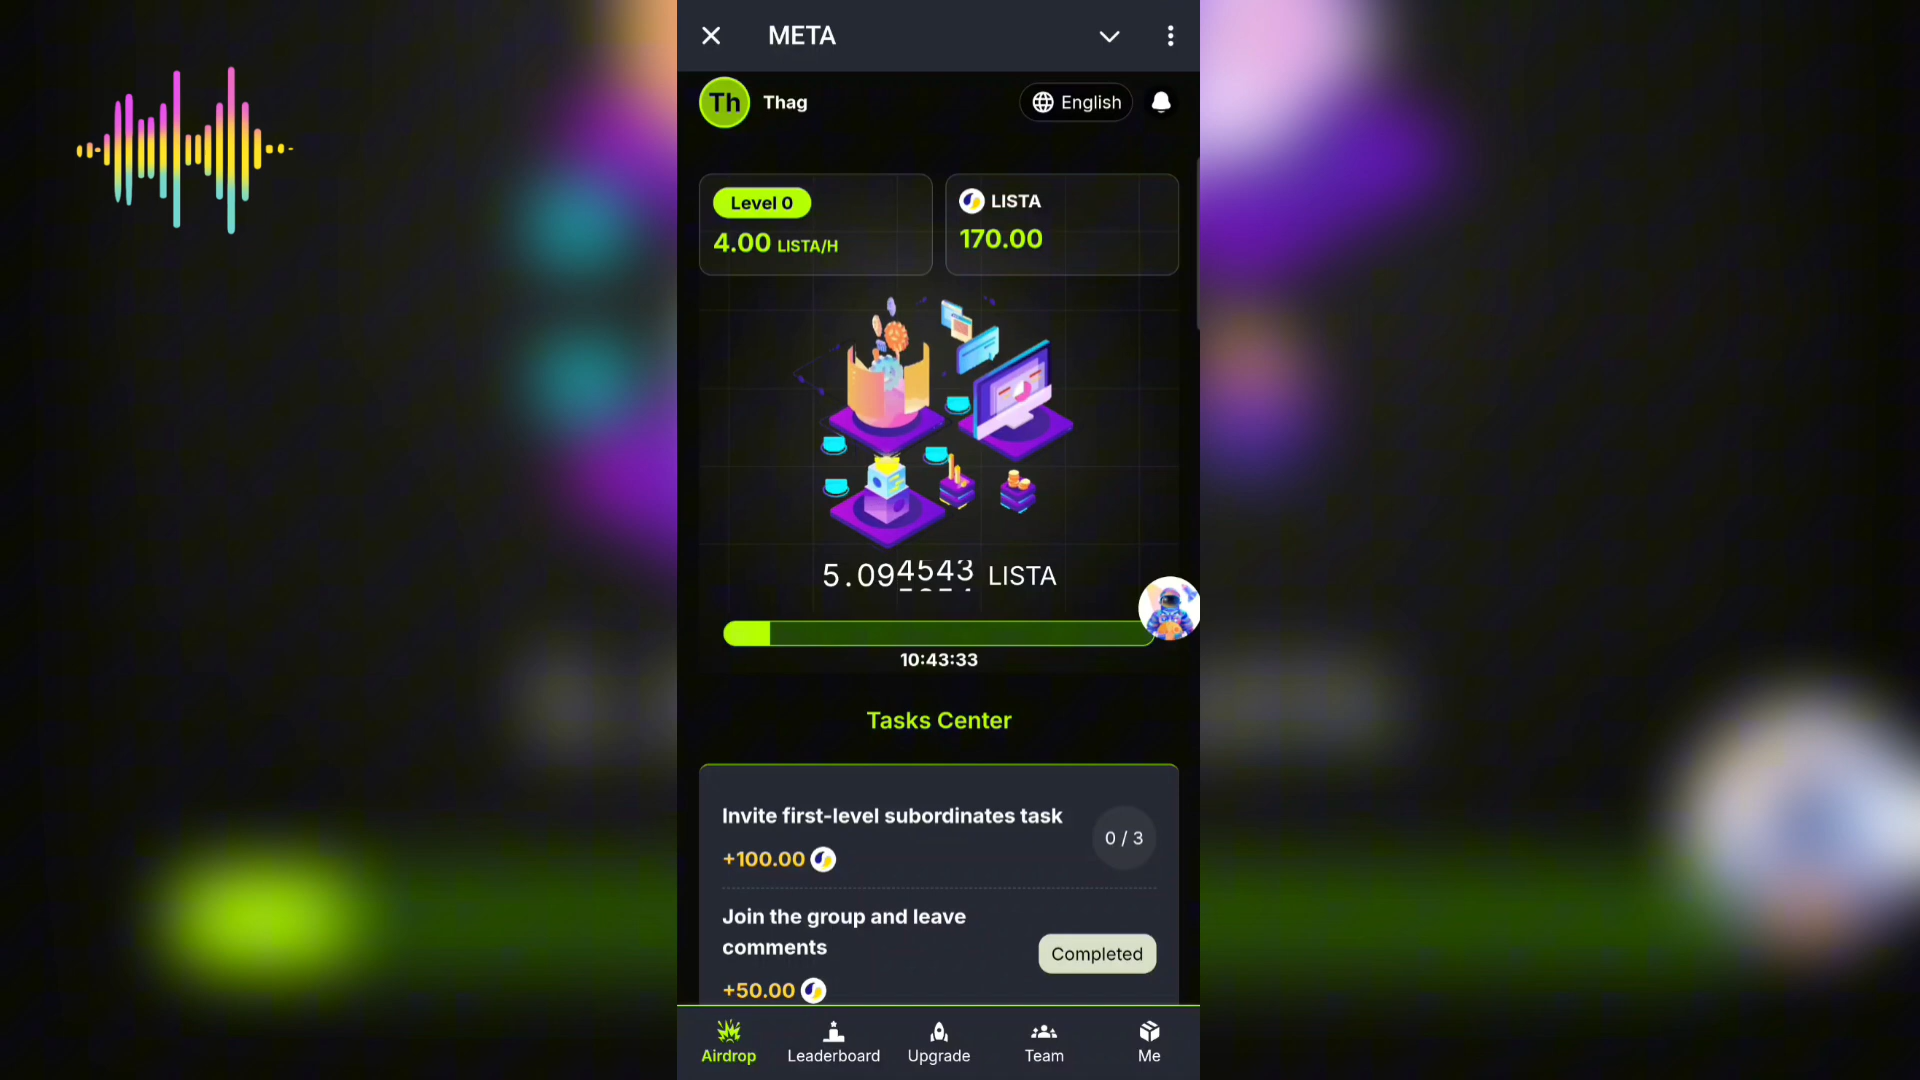 META
Th Thag English
Level 0
4.00 LISTA/H
LISTA
170.00
5.094543 LISTA
10:43:33
Tasks Center
Invite first-level subordinates task
+100.00
0 / 3
Join the group and leave
comments
+50.00
Completed
Airdrop Leaderboard Upgrade Team Me